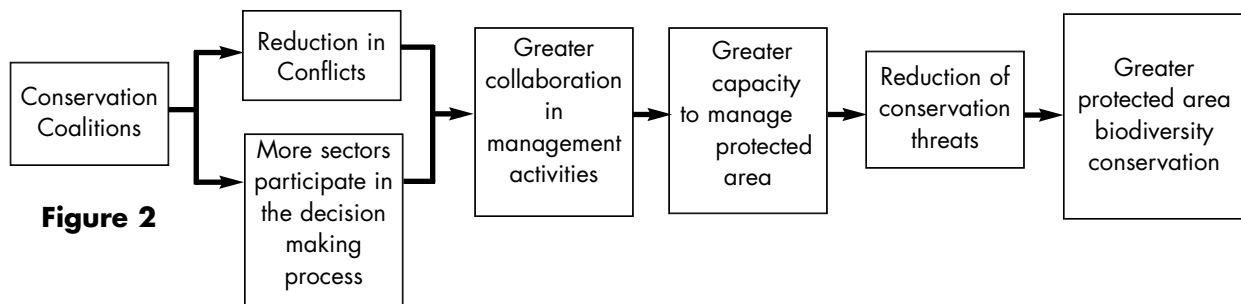 Conservation
Coalitions
Reduction in
Conflicts
More sectors
participate in
the decision
making
process
Greater
collaboration
in
management
activities
Greater
capacity
to manage
protected
area
Reduction of
conservation
threats
Greater
protected area
biodiversity
conservation
Figure 2